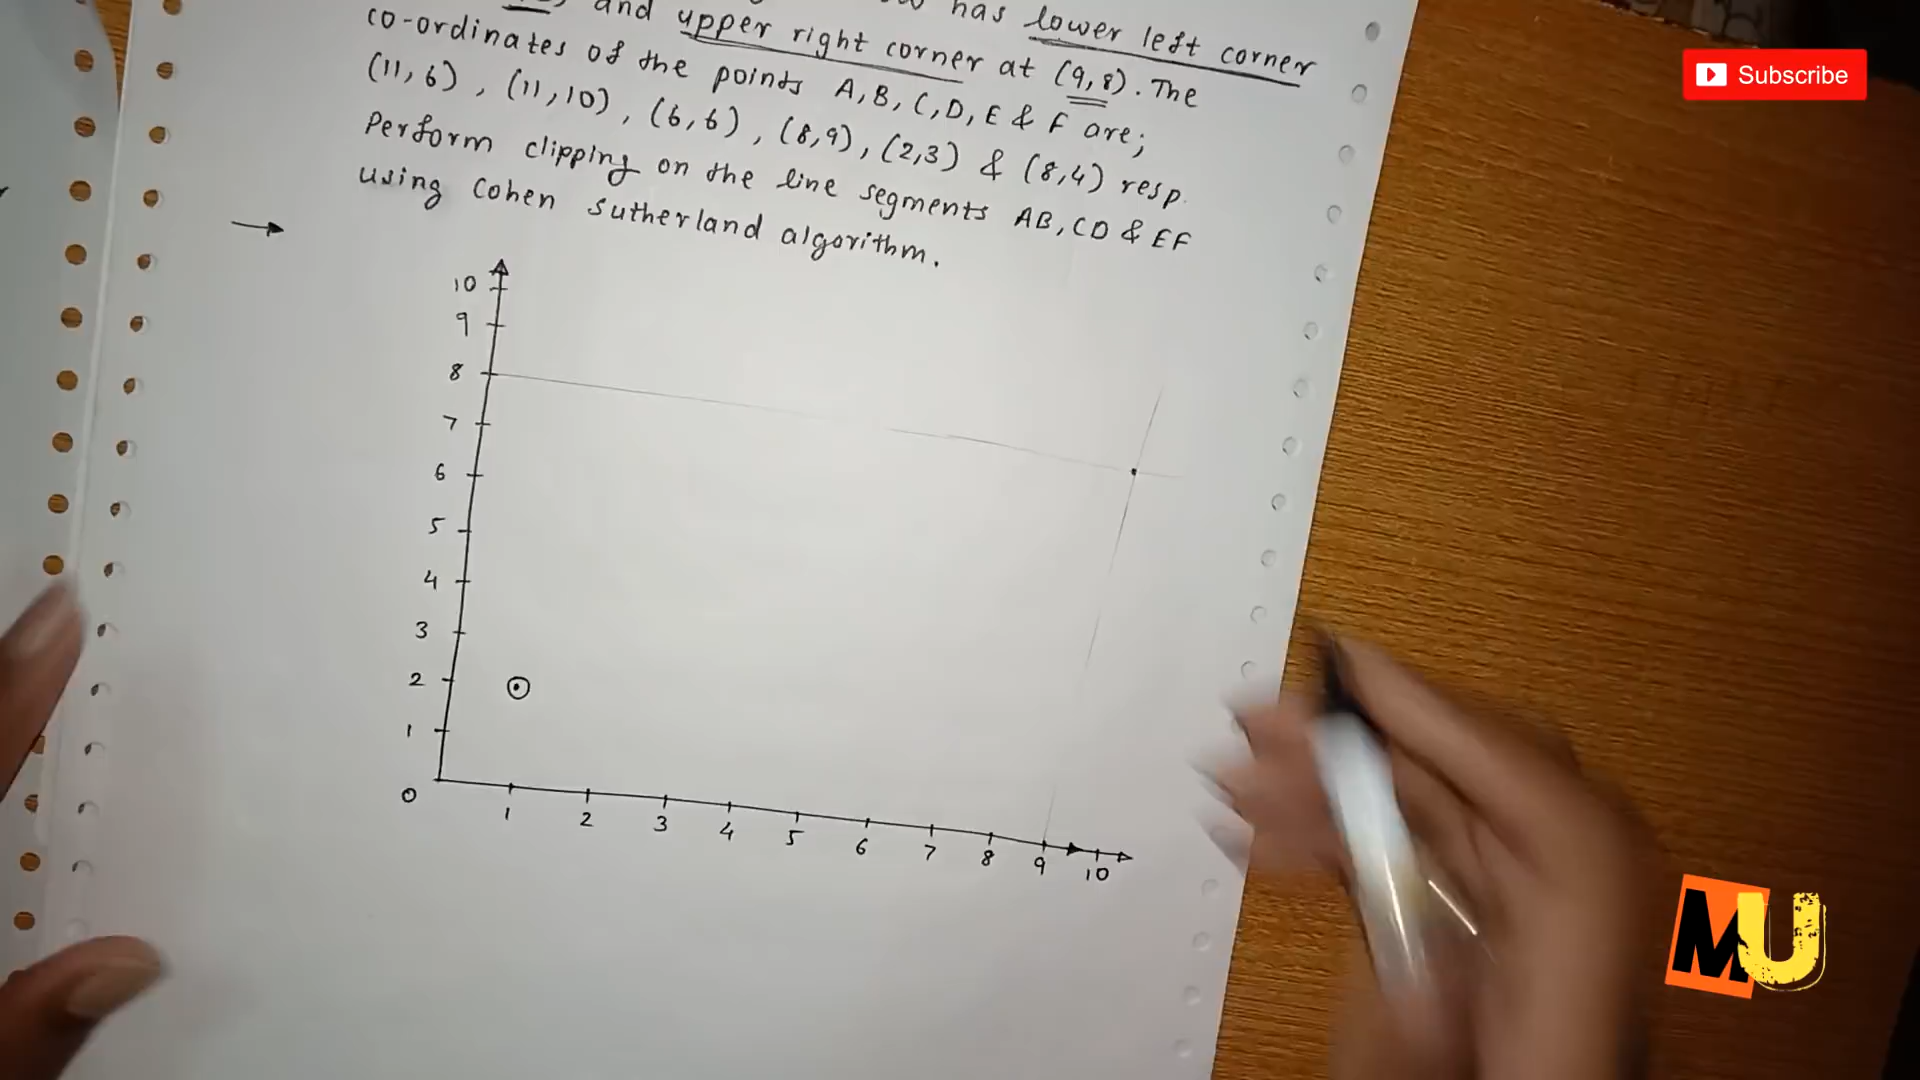 and upper right corner has lower left corner
co-ordinates of the points A, B, C, D, E & F are; at (9,8). The
(11,6), (11,10), (6,6), (8,9), (2,3) & (8,4) resp.
Perform clipping on the line segments AB, CD & EF
using Cohen Sutherland algorithm.
10
9
8
7
6
5
4
3
2
1
0
1 2 3 4 5 6 7 8 9 10
Subscribe
MU